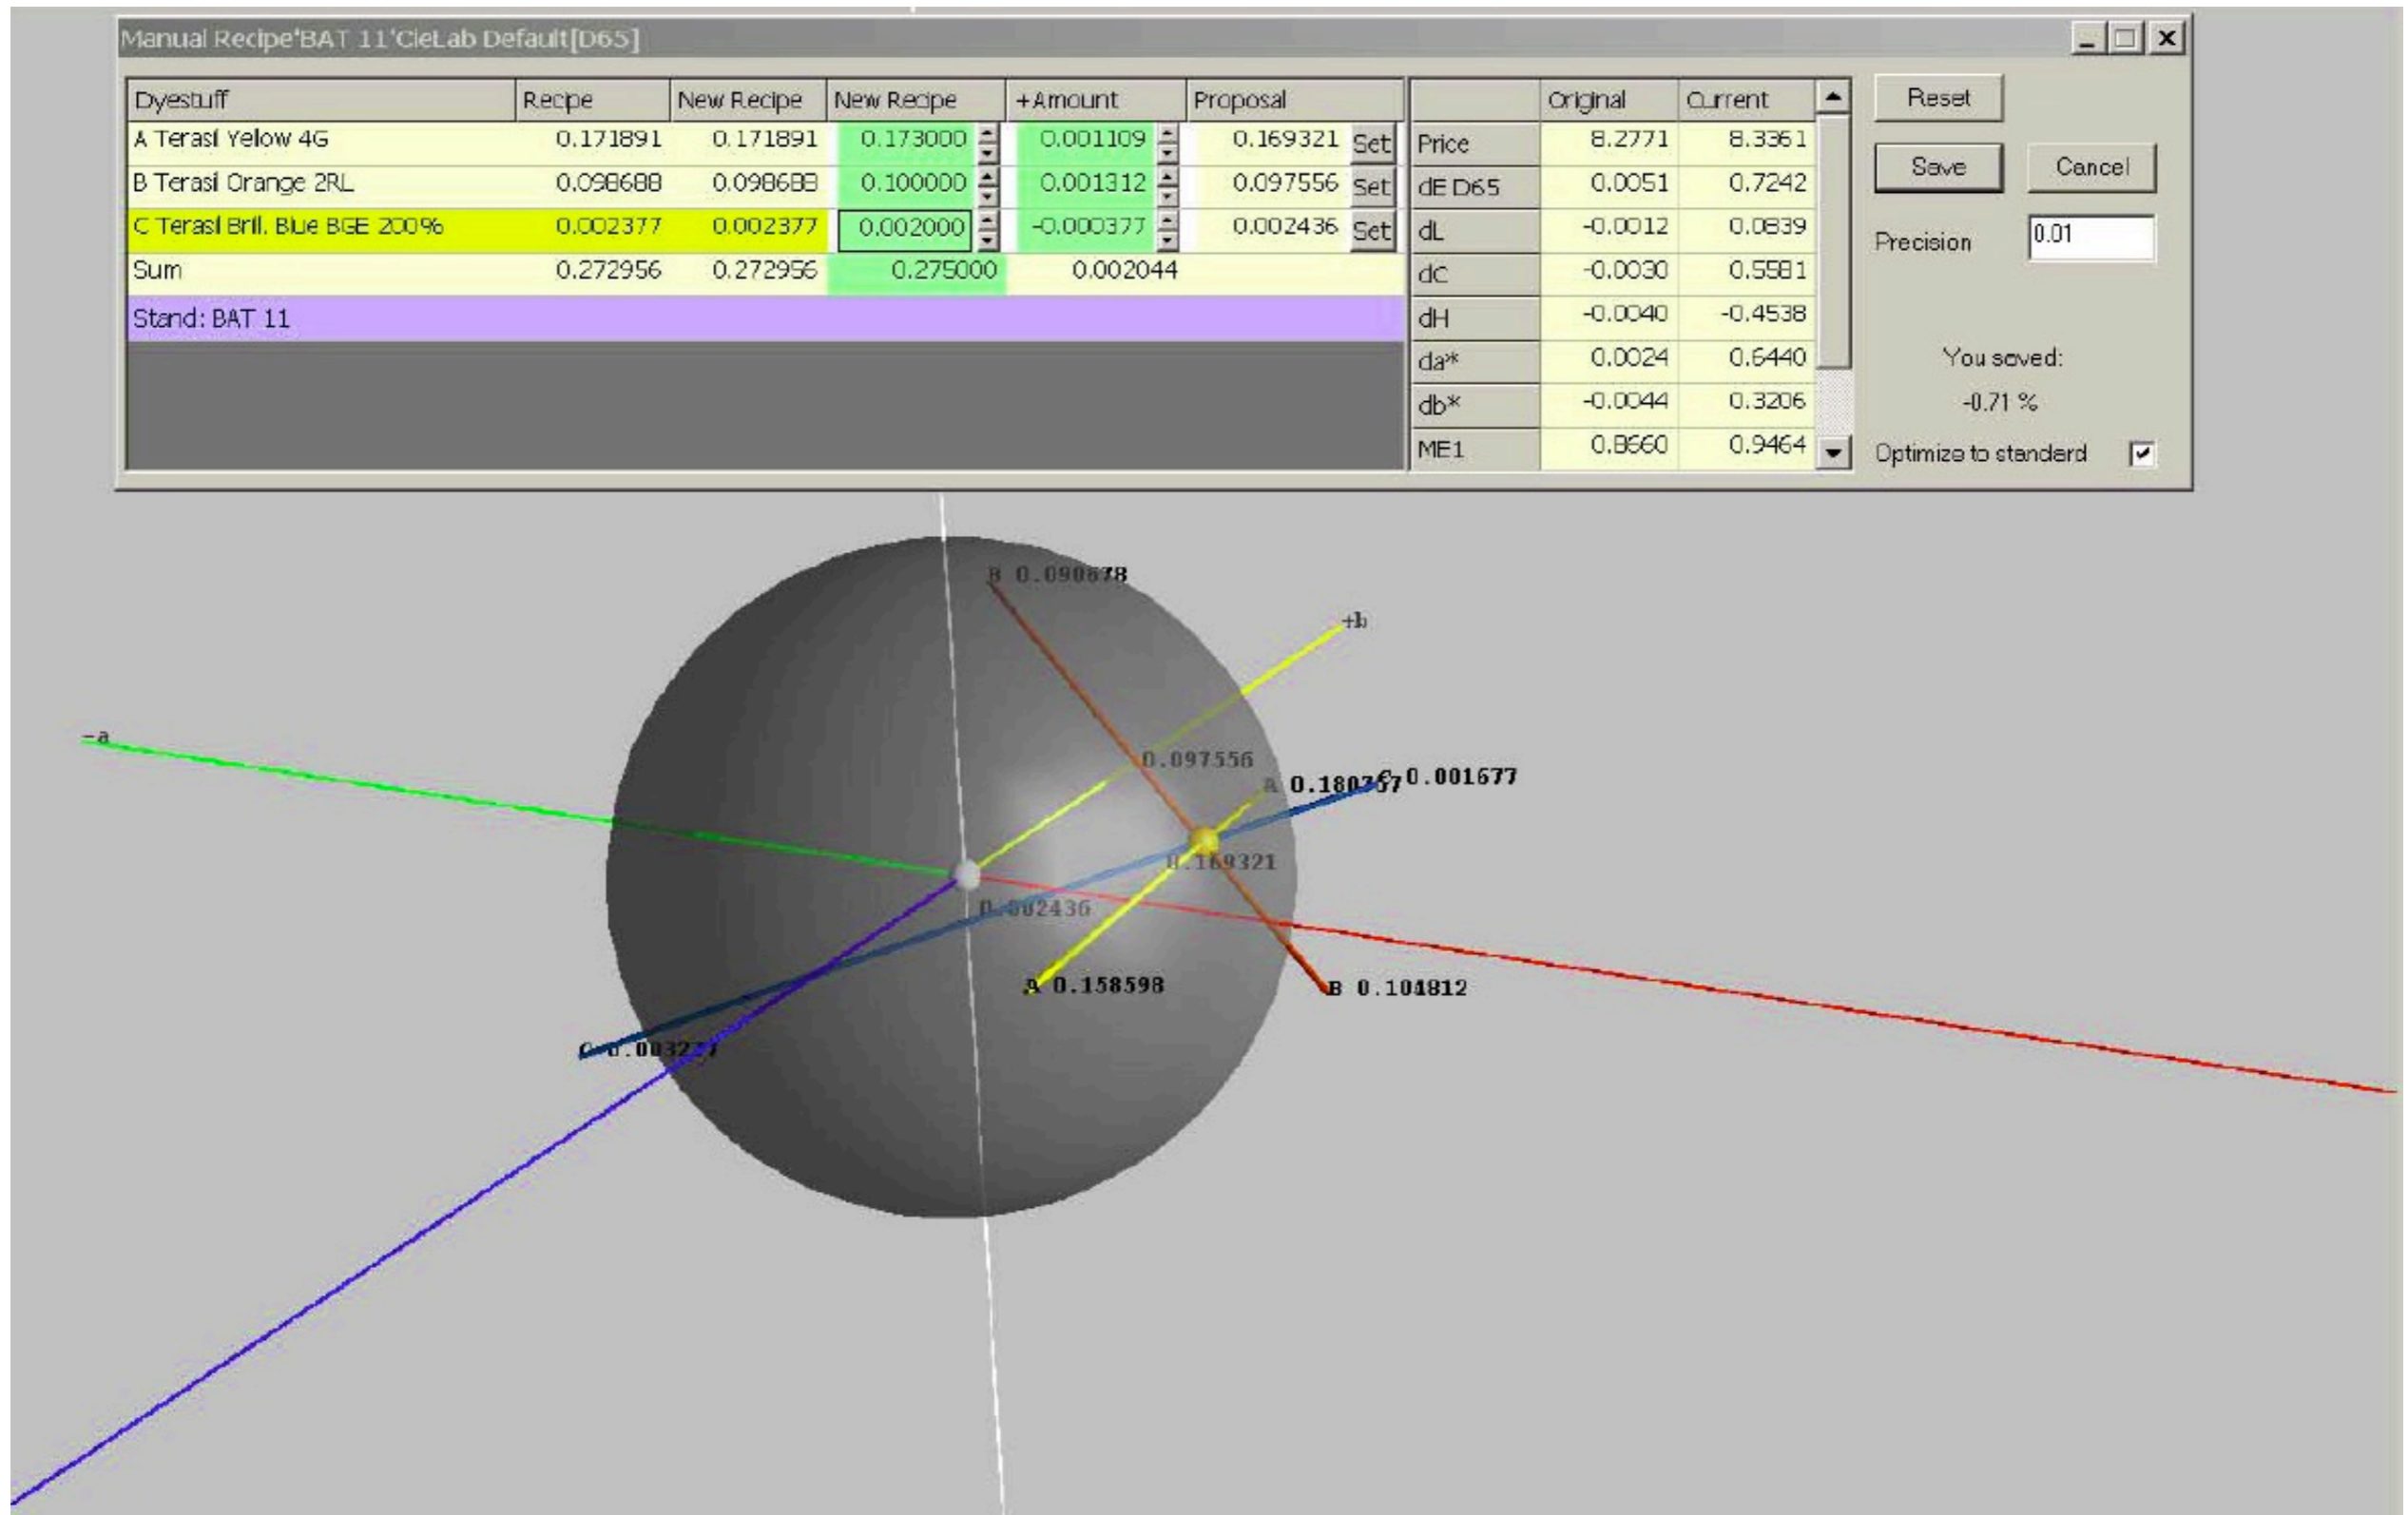 Manual Recipe'BAT 11'CieLab Default[D65]
Dyestuff Recipe New Recipe New Recipe +Amount Proposal
A Terasil Yellow 4G 0.171891 0.171891 0.173000 0.001109 0.169321 Set
B Terasil Orange 2RL 0.098688 0.098688 0.100000 0.001312 0.097556 Set
C Terasil Brill. Blue BGE 200% 0.002377 0.002377 0.002000 -0.000377 0.002436 Set
Sum 0.272956 0.272956 0.275000 0.002044
Stand: BAT 11
Original Current
Price 8.2771 8.3361
dE D65 0.0051 0.7242
dL -0.0012 0.0839
dC -0.0030 0.5581
dH -0.0040 -0.4538
da* 0.0024 0.6440
db* -0.0044 0.3206
ME1 0.8660 0.9464
Reset
Save Cancel
Precision 0.01
You saved:
-0.71 %
Optimize to standard
B 0.090678
+b
-a
0.097556
A 0.180767
C 0.001677
0.169321
0.002436
A 0.158598
B 0.104812
C 0.003237